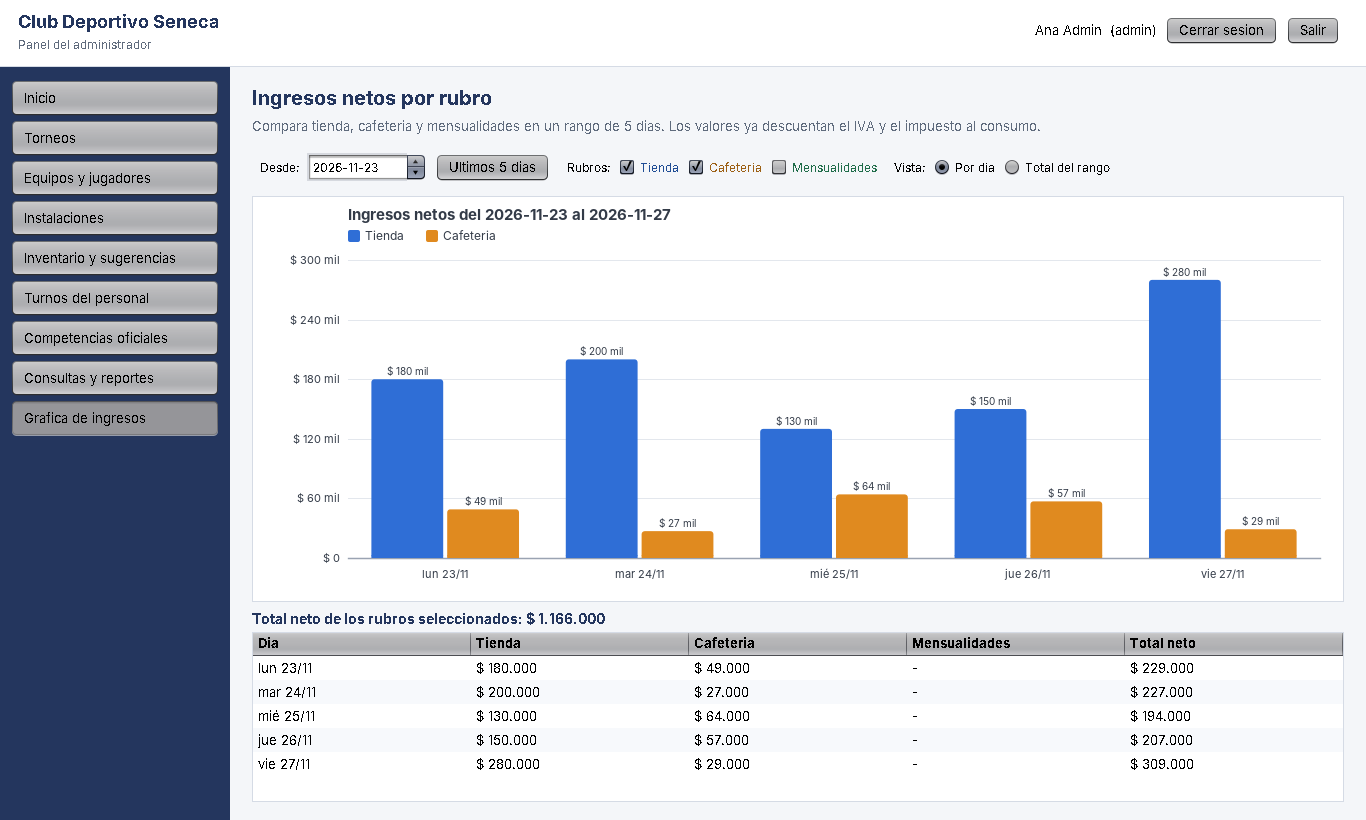 Club Deportivo Seneca
Panel del administrador
Ana Admin (admin)
Cerrar sesion
Salir
Inicio
Torneos
Equipos y jugadores
Instalaciones
Inventario y sugerencias
Turnos del personal
Competencias oficiales
Consultas y reportes
Grafica de ingresos
Ingresos netos por rubro
Compara tienda, cafeteria y mensualidades en un rango de 5 dias. Los valores ya descuentan el IVA y el impuesto al consumo.
Desde: 2026-11-23 Ultimos 5 dias Rubros: Tienda Cafeteria Mensualidades Vista: Por dia Total del rango
Ingresos netos del 2026-11-23 al 2026-11-27
Tienda Cafeteria
$ 300 mil
$ 240 mil
$ 180 mil
$ 120 mil
$ 60 mil
$ 0
$ 180 mil
$ 49 mil
$ 200 mil
$ 27 mil
$ 130 mil
$ 64 mil
$ 150 mil
$ 57 mil
$ 280 mil
$ 29 mil
lun 23/11 mar 24/11 mié 25/11 jue 26/11 vie 27/11
Total neto de los rubros seleccionados: $ 1.166.000
Dia Tienda Cafeteria Mensualidades Total neto
lun 23/11 $ 180.000 $ 49.000 - $ 229.000
mar 24/11 $ 200.000 $ 27.000 - $ 227.000
mié 25/11 $ 130.000 $ 64.000 - $ 194.000
jue 26/11 $ 150.000 $ 57.000 - $ 207.000
vie 27/11 $ 280.000 $ 29.000 - $ 309.000